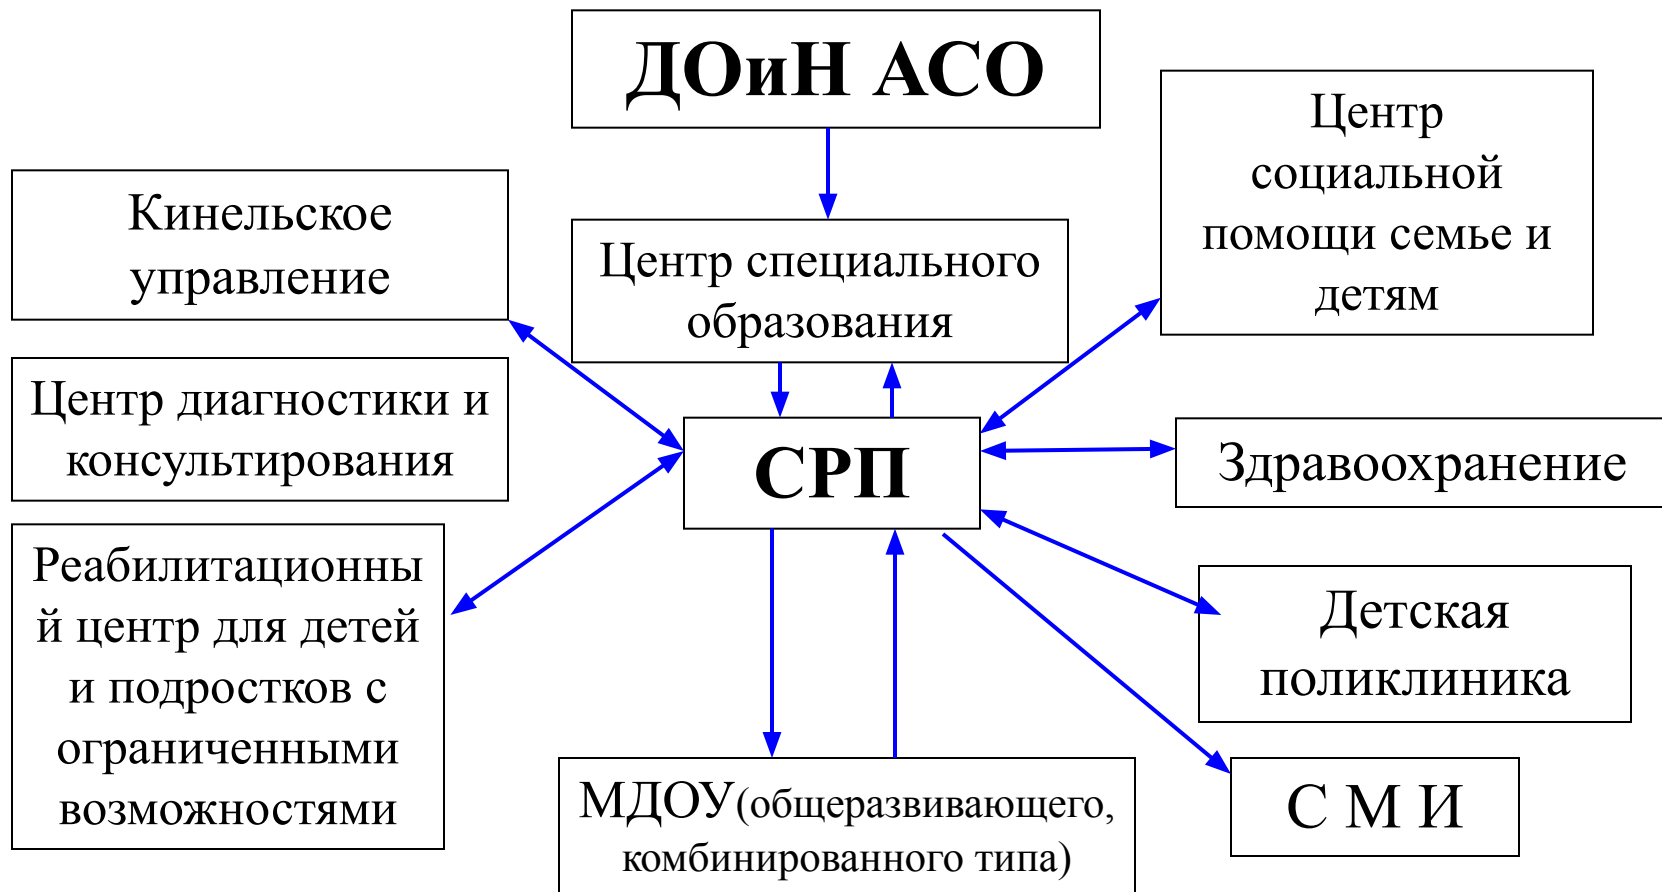 ДОиН АСО
Центр
социальной
помощи семье и
детям
Кинельское
управление
Центр специального
образования
Центр диагностики и
консультирования
СРП
Здравоохранение
Реабилитационны
й центр для детей
и подростков с
ограниченными
возможностями
Детская
поликлиника
МДОУ(общеразвивающего,
комбинированного типа)
С М И